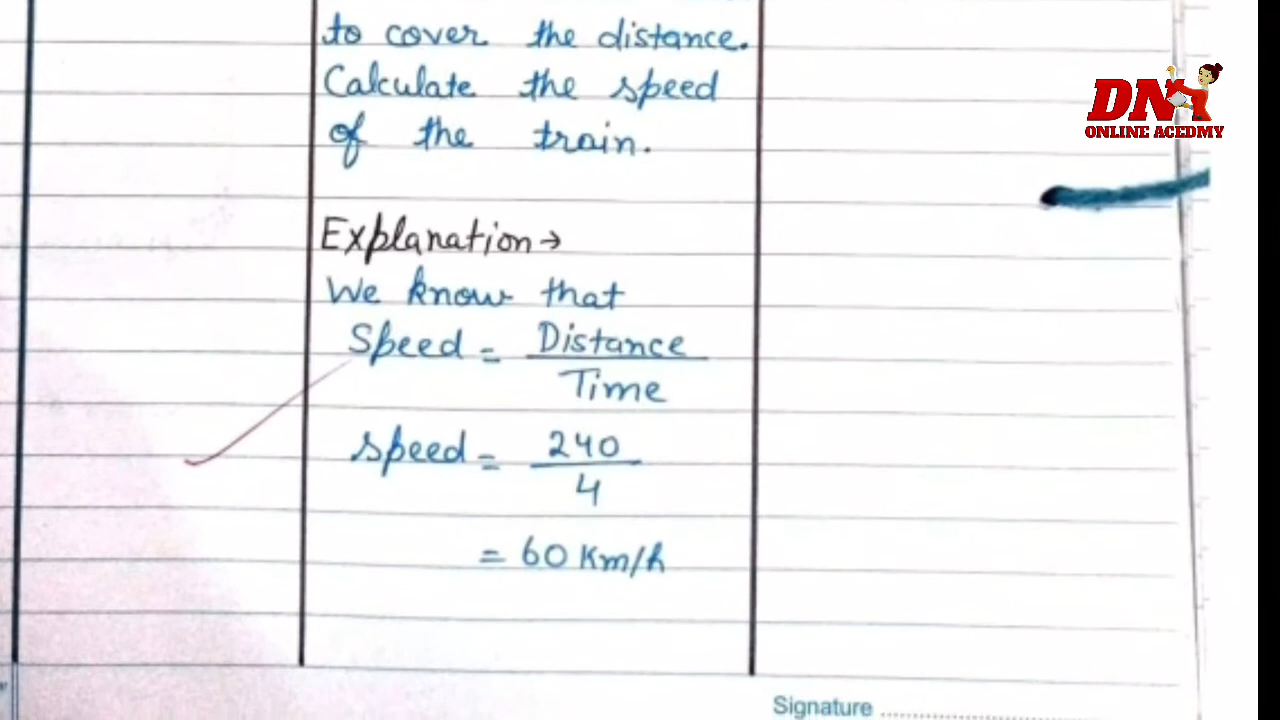 to cover the distance.
Calculate the speed
of the train.
DN
ONLINE ACEDMY
Explanation →
We know that
Speed = Distance
Time
speed = 240
4
= 60 Km/h
Signature ....................